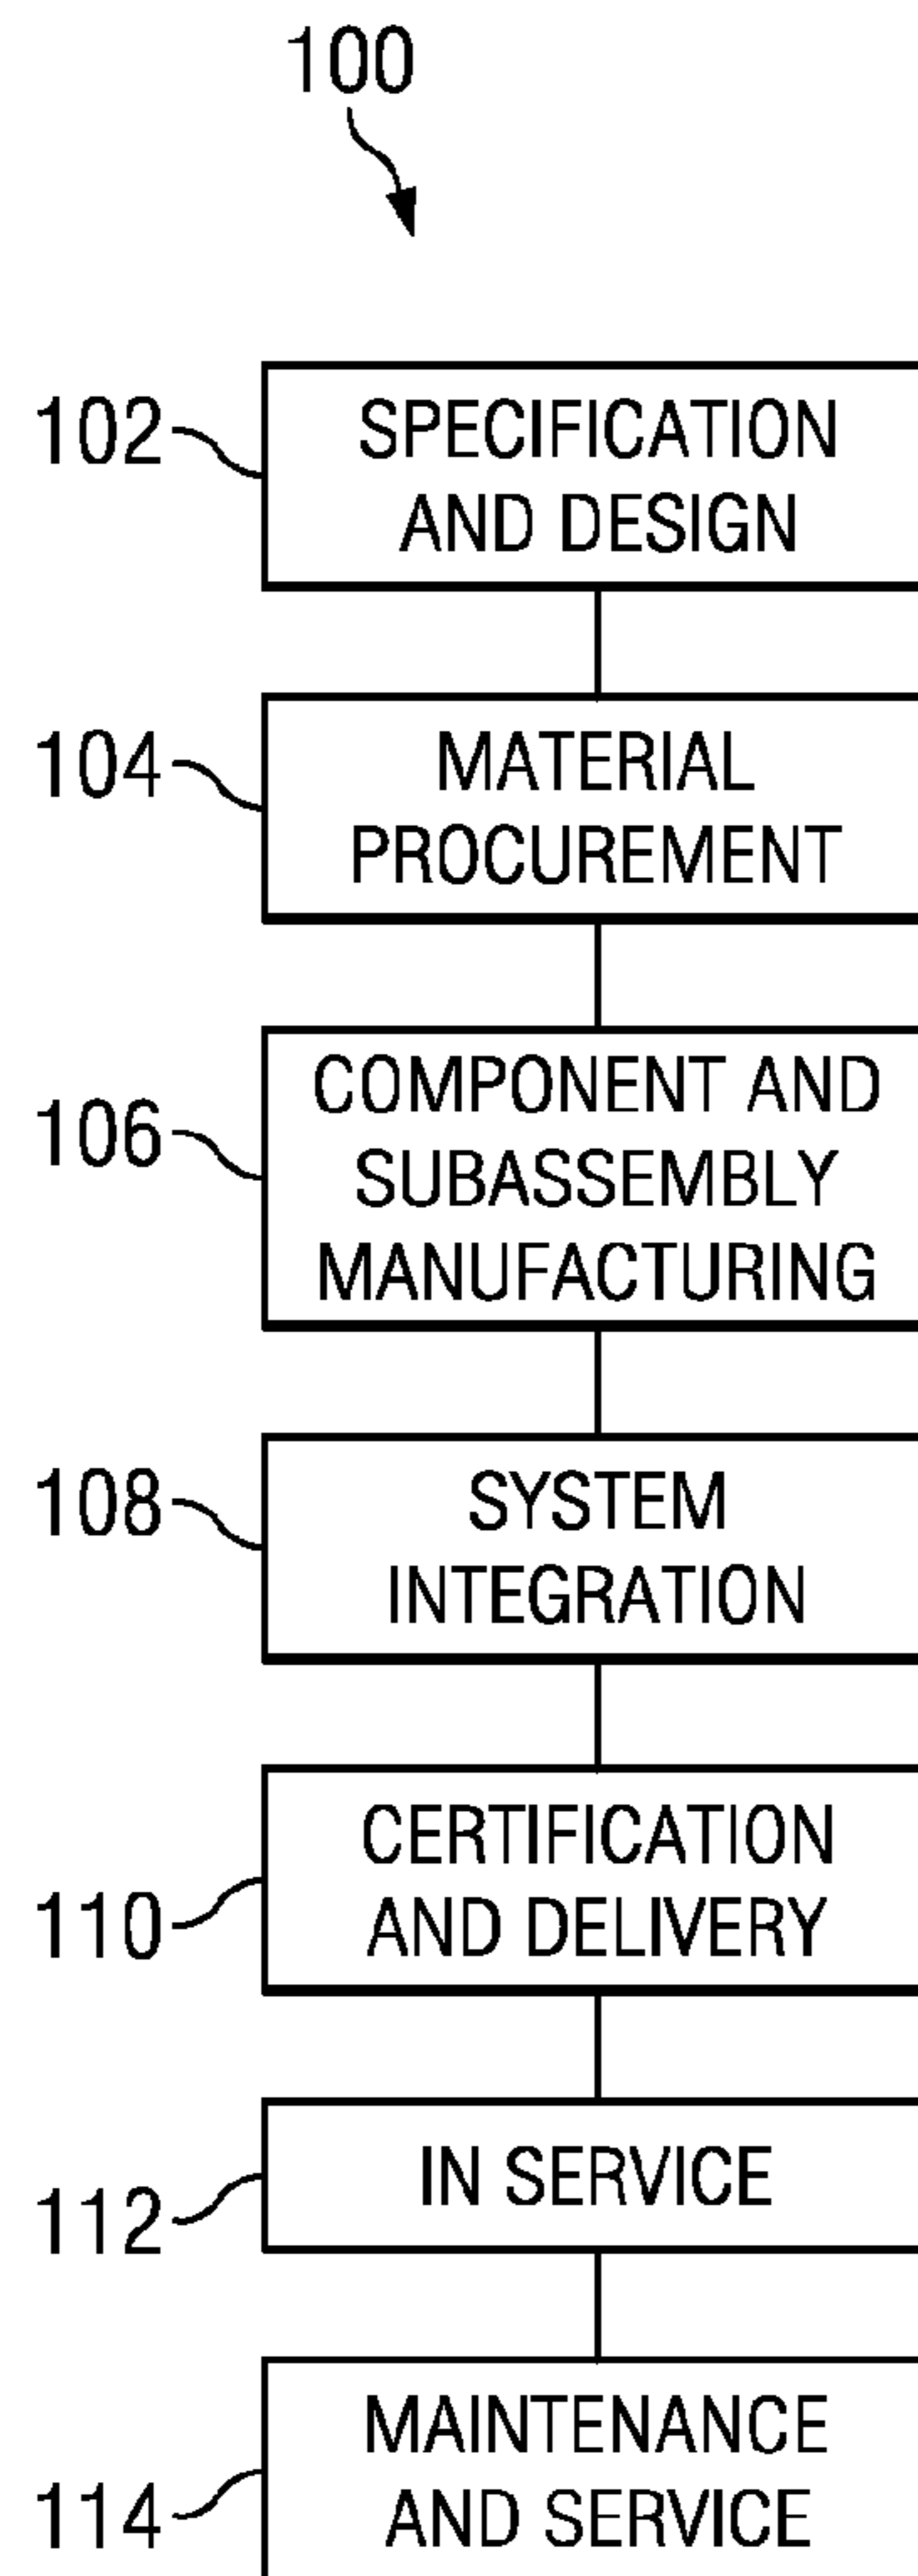 100
102
SPECIFICATION
AND DESIGN
104
MATERIAL
PROCUREMENT
106
COMPONENT AND
SUBASSEMBLY
MANUFACTURING
108
SYSTEM
INTEGRATION
110
CERTIFICATION
AND DELIVERY
112
IN SERVICE
114
MAINTENANCE
AND SERVICE